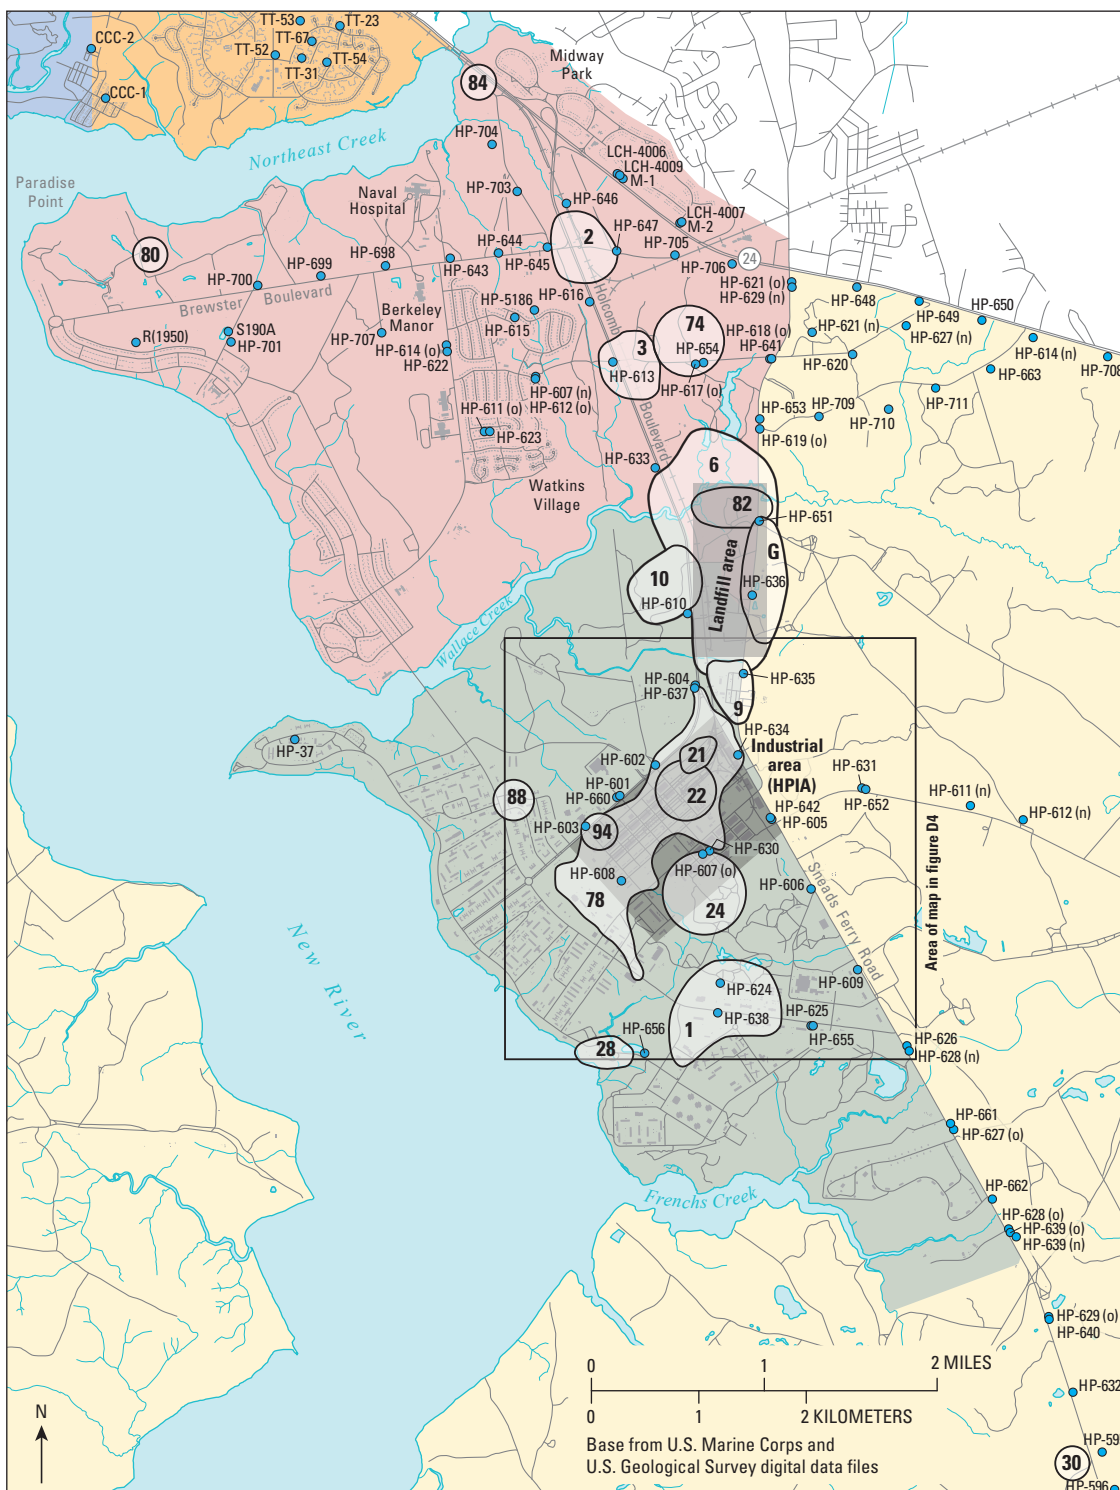 TT-53
TT-23
CCC-2
TT-67
TT-52
TT-54
TT-31
CCC-1
Midway
Park
84
HP-704
Northeast Creek
LCH-4006
LCH-4009
M-1
Paradise
Point
Naval
Hospital
HP-703
HP-646
LCH-4007
M-2
80
2
HP-647
HP-644
HP-705
24
HP-698
HP-645
HP-643
HP-706
HP-699
HP-700
HP-621 (o)
HP-629 (n)
HP-648
Brewster
Boulevard
Holcomb
HP-5186
HP-616
HP-649
HP-650
Berkeley
Manor
HP-615
74
HP-618 (o)
HP-621 (n)
HP-627 (n)
S190A
R(1950)
HP-701
HP-707
HP-614 (o)
HP-622
3
HP-654
HP-641
HP-620
HP-614 (n)
HP-663
HP-708
HP-613
HP-617 (o)
HP-607 (n)
HP-612 (o)
HP-711
HP-611 (o)
HP-623
Boulevard
HP-653
HP-709
HP-710
HP-619 (o)
HP-633
6
Watkins
Village
82
HP-651
Landfill area
G
10
HP-636
HP-610
Wallace Creek
HP-604
HP-637
HP-635
9
HP-37
HP-634
21
Industrial
area
(HPIA)
HP-602
HP-631
HP-601
HP-660
88
22
HP-652
HP-611 (n)
HP-642
HP-605
HP-612 (n)
HP-603
94
Area of map in figure D4
HP-630
HP-607 (o)
HP-608
HP-606
78
24
Sneads Ferry Road
New River
HP-624
HP-609
HP-638
HP-625
HP-656
1
HP-655
28
HP-626
HP-628 (n)
HP-661
HP-627 (o)
Frenchs Creek
HP-662
HP-628 (o)
HP-639 (o)
HP-639 (n)
HP-629 (o)
HP-640
0 1 2 MILES
HP-632
0 1 2 KILOMETERS
N
Base from U.S. Marine Corps and
U.S. Geological Survey digital data files
HP-59
30
HP-596